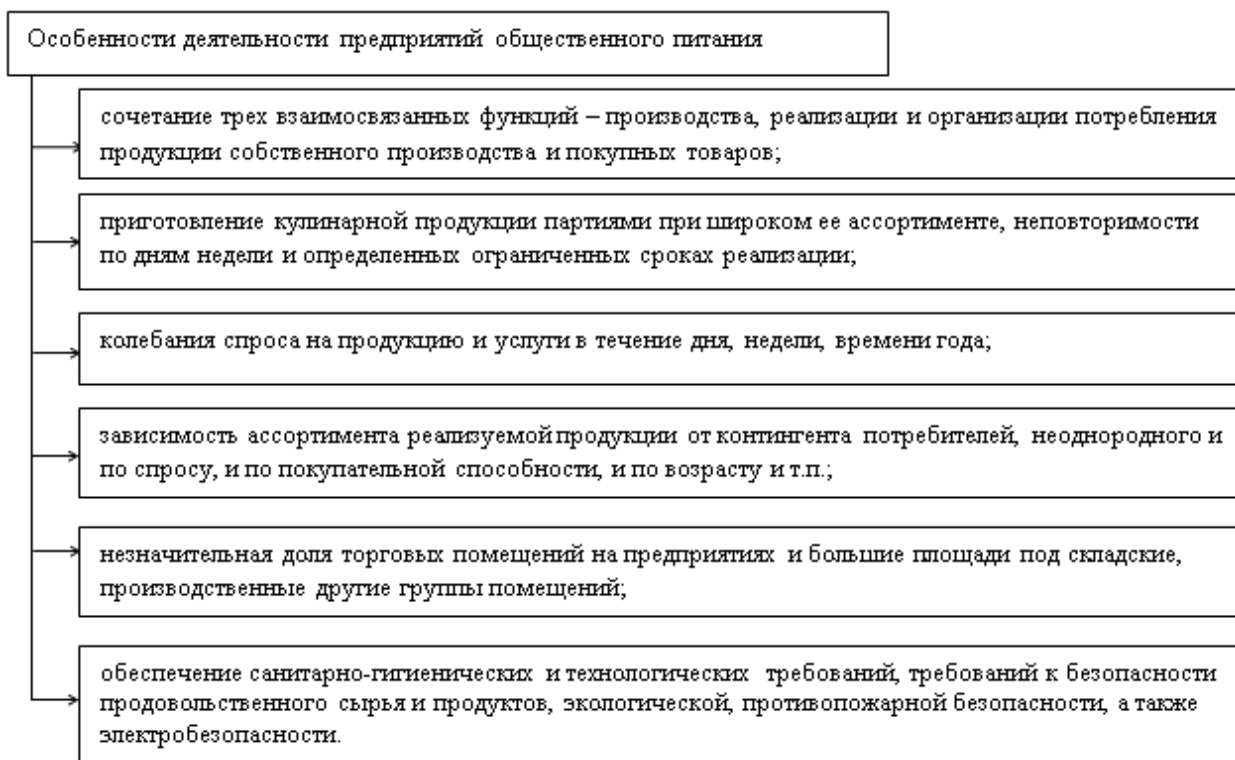 Особенности деятельности предприятий общественного питания
сочетание трех взаимосвязанных функций – производства, реализации и организации потребления
продукции собственного производства и покупных товаров;
приготовление кулинарной продукции партиями при широком ее ассортименте, неповторимости
по дням недели и определенных ограниченных сроках реализации;
колебания спроса на продукцию и услуги в течение дня, недели, времени года;
зависимость ассортимента реализуемой продукции от контингента потребителей, неоднородного и
по спросу, и по покупательной способности, и по возрасту и т.п.;
незначительная доля торговых помещений на предприятиях и большие площади под складские,
производственные другие группы помещений;
обеспечение санитарно-гигиенических и технологических требований, требований к безопасности
продовольственного сырья и продуктов, экологической, противопожарной безопасности, а также
электробезопасности.